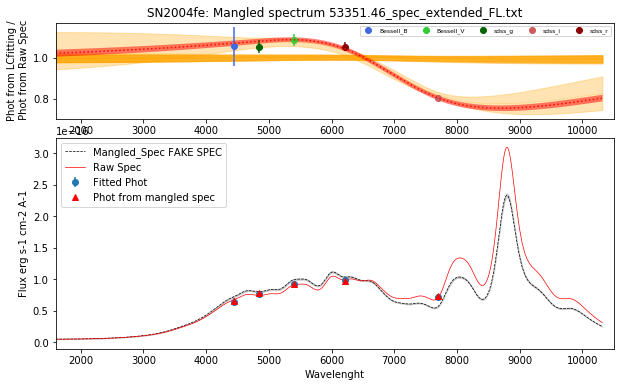 SN2004fe: Mangled spectrum 53351.46_spec_extended_FL.txt
Phot from LCfitting /
Phot from Raw Spec
Bessell_B
Bessell_V
sdss_g
sdss_i
sdss_r
1.0
0.8
2000 3000 4000 5000 6000 7000 8000 9000 10000
Mangled_Spec FAKE SPEC
Raw Spec
Fitted Phot
Phot from mangled spec
Flux erg s-1 cm-2 A-1
3.0
2.5
2.0
1.5
1.0
0.5
0.0
2000 3000 4000 5000 6000 7000 8000 9000 10000
Wavelenght